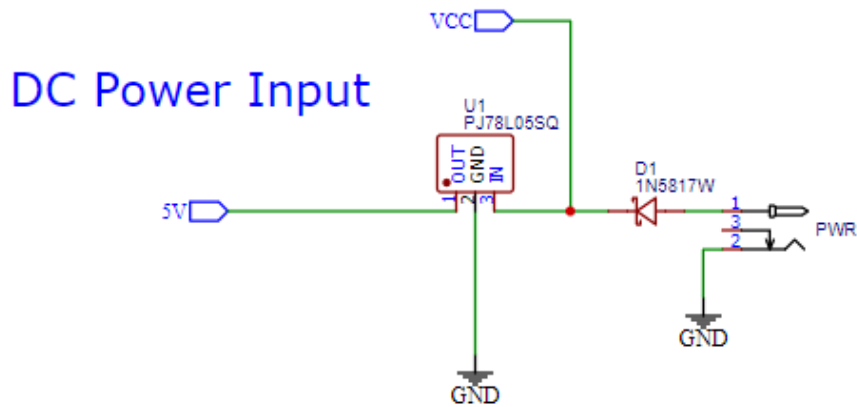 VCC
DC Power Input
U1
PJ78L05SQ
OUT
GND
IN
1
2
3
5V
D1
1N5817W
1
3
2
PWR
GND
GND